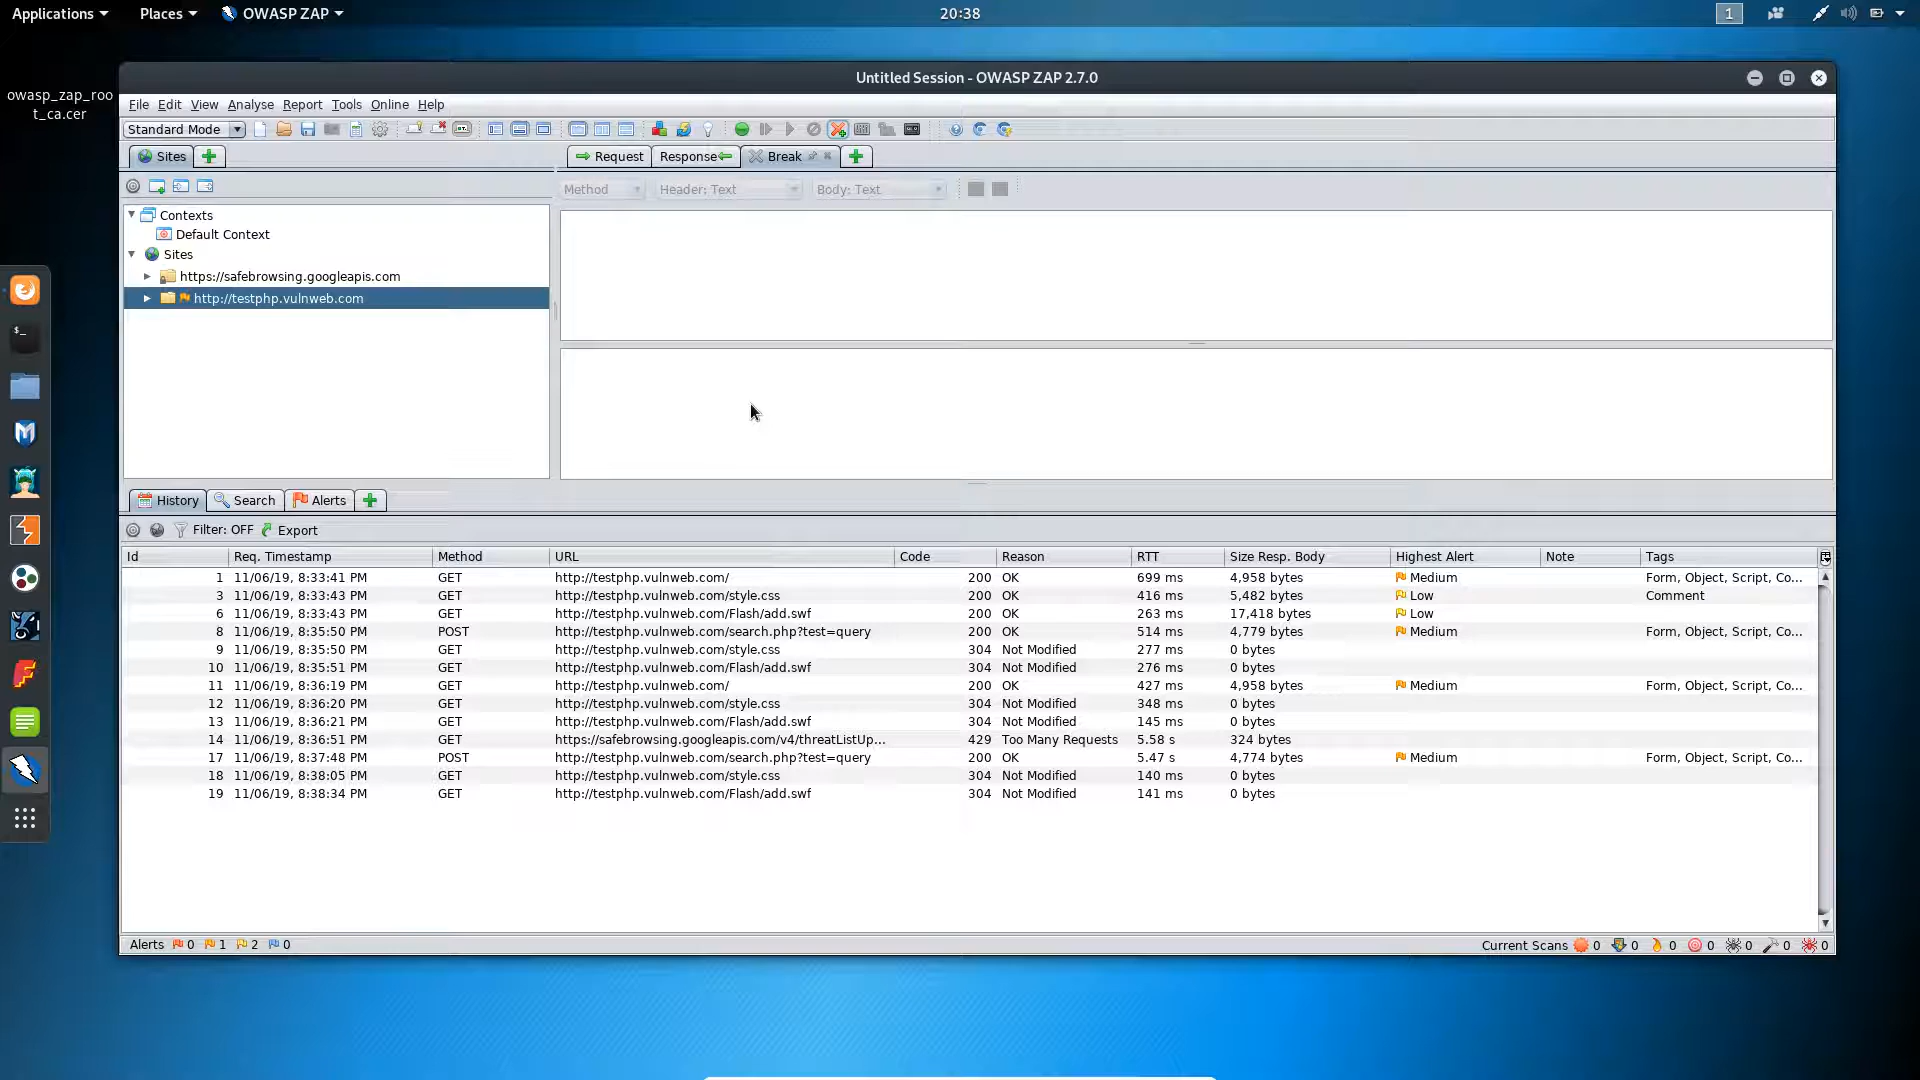 Applications Places OWASP ZAP 20:38 1
owasp_zap_roo
t_ca.cer
Untitled Session - OWASP ZAP 2.7.0
File Edit View Analyse Report Tools Online Help
Standard Mode
Sites Request Response Break
Method Header: Text Body: Text
Contexts
Default Context
Sites
https://safebrowsing.googleapis.com
http://testphp.vulnweb.com
History Search Alerts
Filter: OFF Export
Id Req. Timestamp Method URL Code Reason RTT Size Resp. Body Highest Alert Note Tags
1 11/06/19, 8:33:41 PM GET http://testphp.vulnweb.com/ 200 OK 699 ms 4,958 bytes Medium Form, Object, Script, Co...
3 11/06/19, 8:33:43 PM GET http://testphp.vulnweb.com/style.css 200 OK 416 ms 5,482 bytes Low Comment
6 11/06/19, 8:33:43 PM GET http://testphp.vulnweb.com/Flash/add.swf 200 OK 263 ms 17,418 bytes Low
8 11/06/19, 8:35:50 PM POST http://testphp.vulnweb.com/search.php?test=query 200 OK 514 ms 4,779 bytes Medium Form, Object, Script, Co...
9 11/06/19, 8:35:50 PM GET http://testphp.vulnweb.com/style.css 304 Not Modified 277 ms 0 bytes
10 11/06/19, 8:35:51 PM GET http://testphp.vulnweb.com/Flash/add.swf 304 Not Modified 276 ms 0 bytes
11 11/06/19, 8:36:19 PM GET http://testphp.vulnweb.com/ 200 OK 427 ms 4,958 bytes Medium Form, Object, Script, Co...
12 11/06/19, 8:36:20 PM GET http://testphp.vulnweb.com/style.css 304 Not Modified 348 ms 0 bytes
13 11/06/19, 8:36:21 PM GET http://testphp.vulnweb.com/Flash/add.swf 304 Not Modified 145 ms 0 bytes
14 11/06/19, 8:36:51 PM GET https://safebrowsing.googleapis.com/v4/threatListUp... 429 Too Many Requests 5.58 s 324 bytes
17 11/06/19, 8:37:48 PM POST http://testphp.vulnweb.com/search.php?test=query 200 OK 5.47 s 4,774 bytes Medium Form, Object, Script, Co...
18 11/06/19, 8:38:05 PM GET http://testphp.vulnweb.com/style.css 304 Not Modified 140 ms 0 bytes
19 11/06/19, 8:38:34 PM GET http://testphp.vulnweb.com/Flash/add.swf 304 Not Modified 141 ms 0 bytes
Alerts 0 1 2 0 Current Scans 0 0 0 0 0 0 0